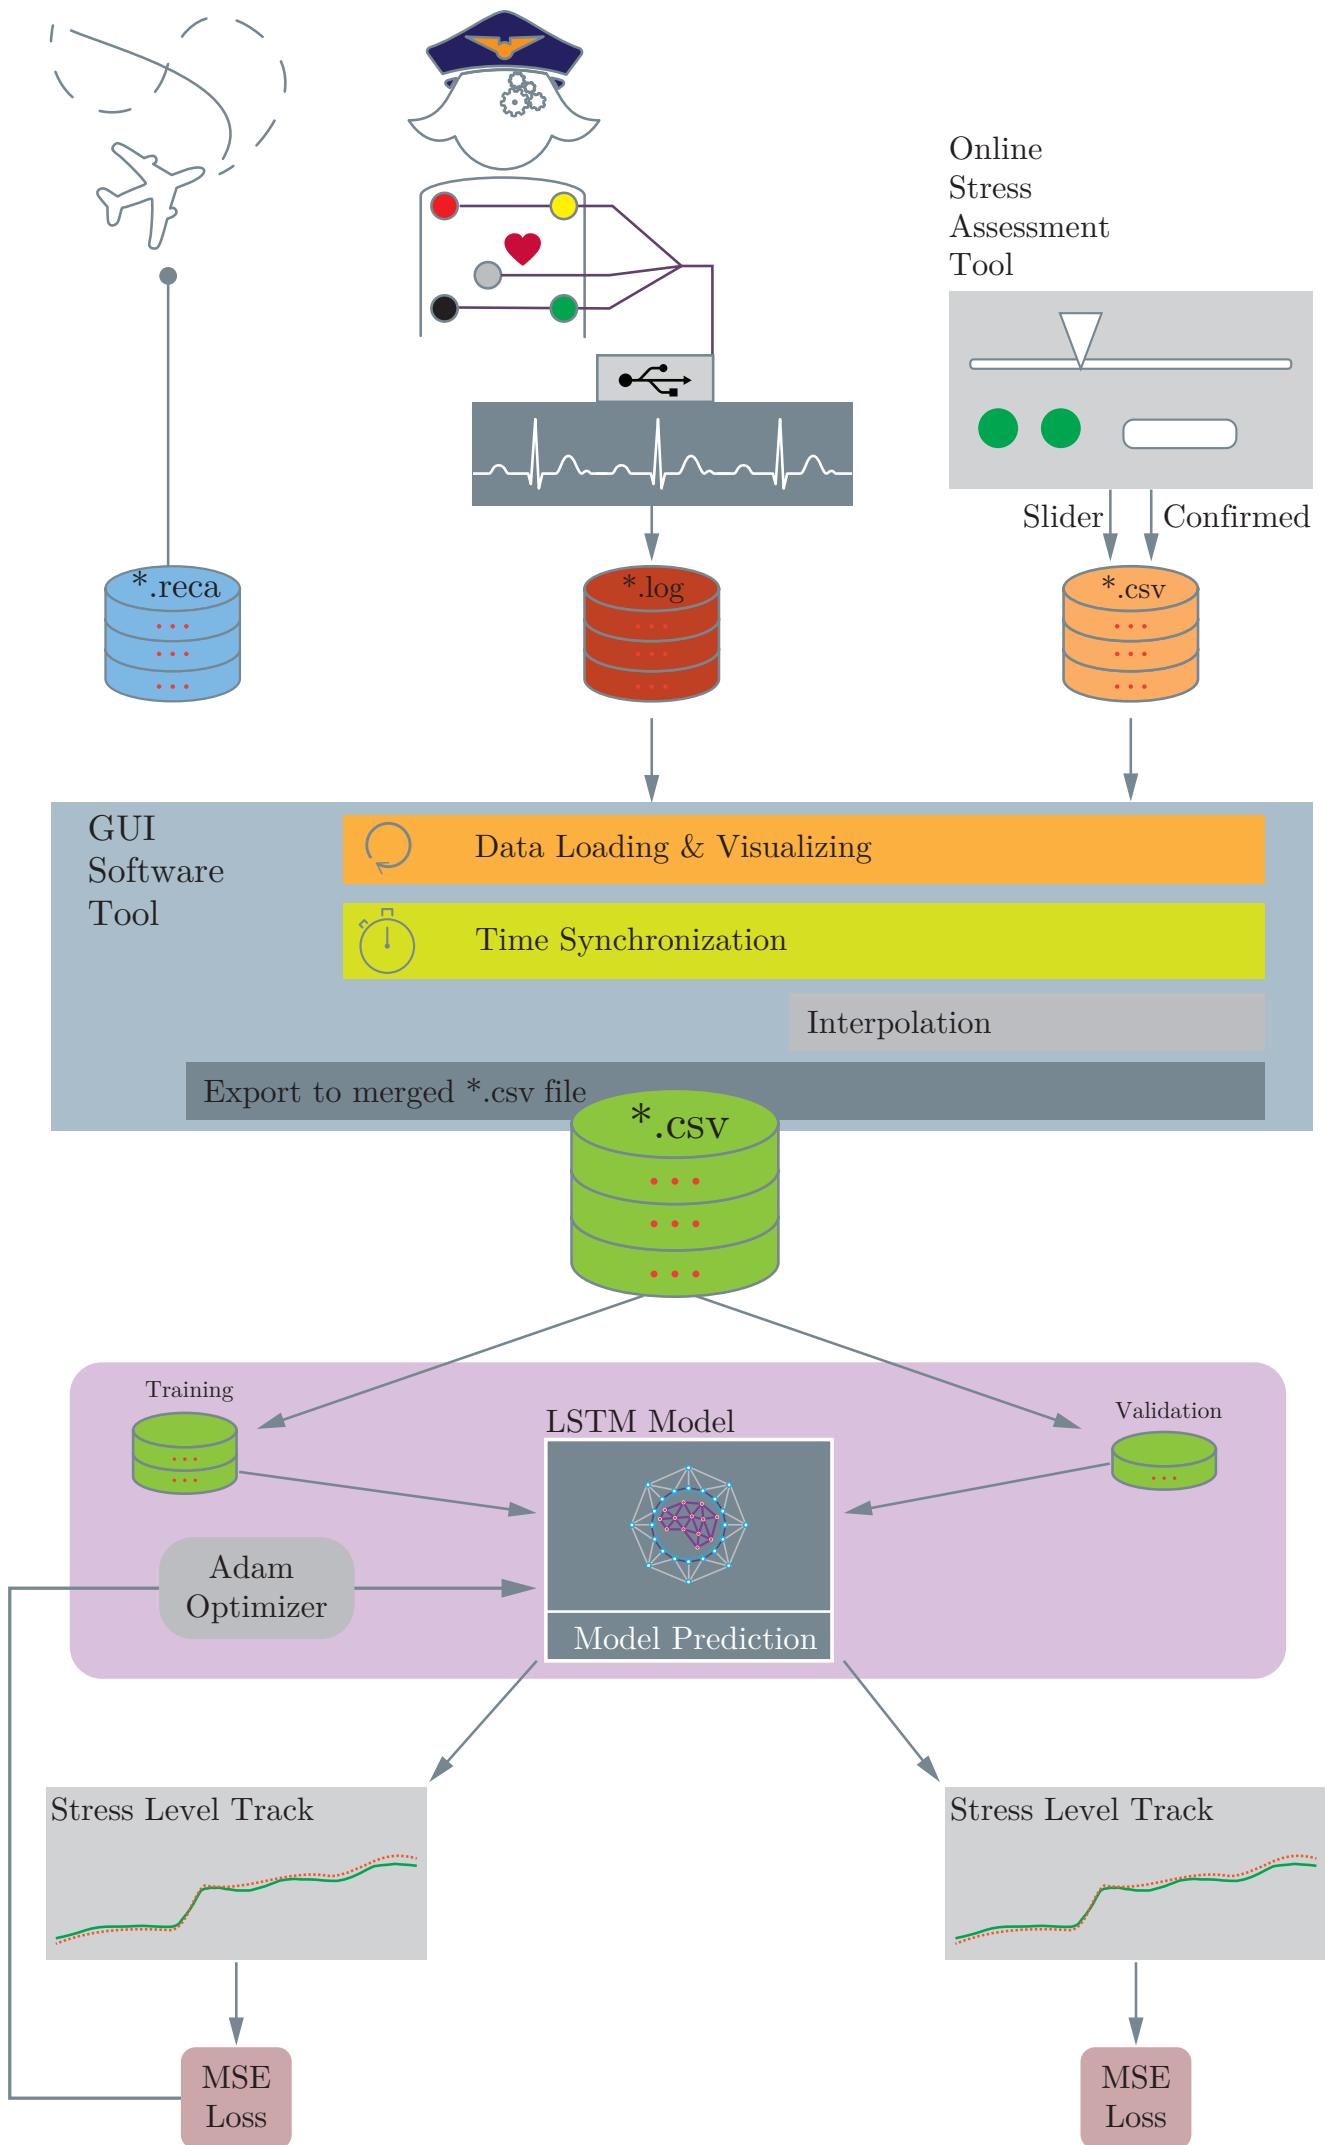 Online
Stress
Assessment
Tool
Slider
Confirmed
*.reca
*.log
*.csv
GUI
Software
Tool
Data Loading & Visualizing
Time Synchronization
Interpolation
Export to merged *.csv file
*.csv
Training
LSTM Model
Validation
Adam
Optimizer
Model Prediction
Stress Level Track
Stress Level Track
MSE
Loss
MSE
Loss